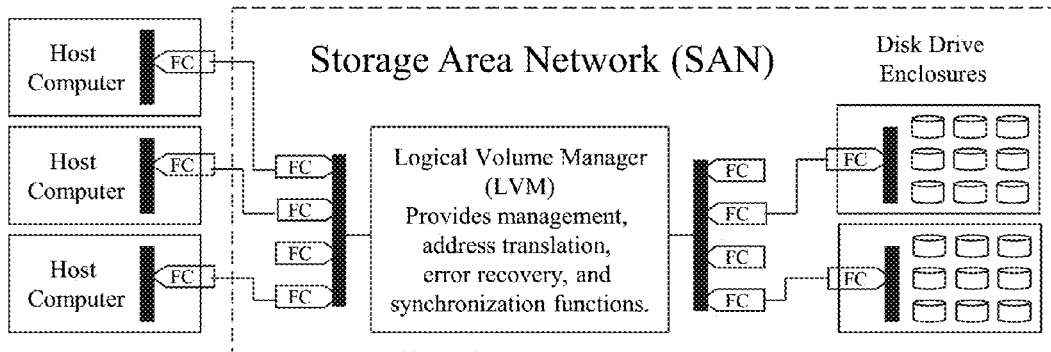 Host
Computer
FC
Host
Computer
FC
Host
Computer
FC
Storage Area Network (SAN)
FC
FC
FC
FC
Logical Volume Manager
(LVM)
Provides management,
address translation,
error recovery, and
synchronization functions.
FC
FC
FC
FC
Disk Drive
Enclosures
FC
FC